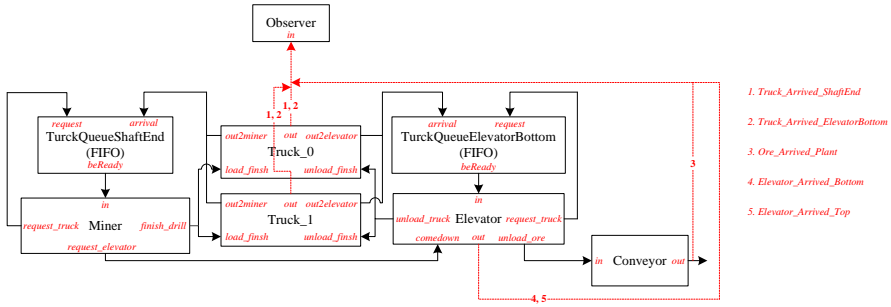 Observer
in
1, 2
1, 2
request
arrival
TurckQueueShaftEnd
(FIFO)
beReady
out2miner
out
out2elevator
Truck_0
load_finsh
unload_finsh
arrival
request
TurckQueueElevatorBottom
(FIFO)
beReady
in
request_truck
Miner
finish_drill
request_elevator
out2miner
out
out2elevator
Truck_1
load_finsh
unload_finsh
in
unload_truck
Elevator
request_truck
comedown
out
unload_ore
in
Conveyor
out
3
4, 5
1. Truck_Arrived_ShaftEnd
2. Truck_Arrived_ElevatorBottom
3. Ore_Arrived_Plant
4. Elevator_Arrived_Bottom
5. Elevator_Arrived_Top